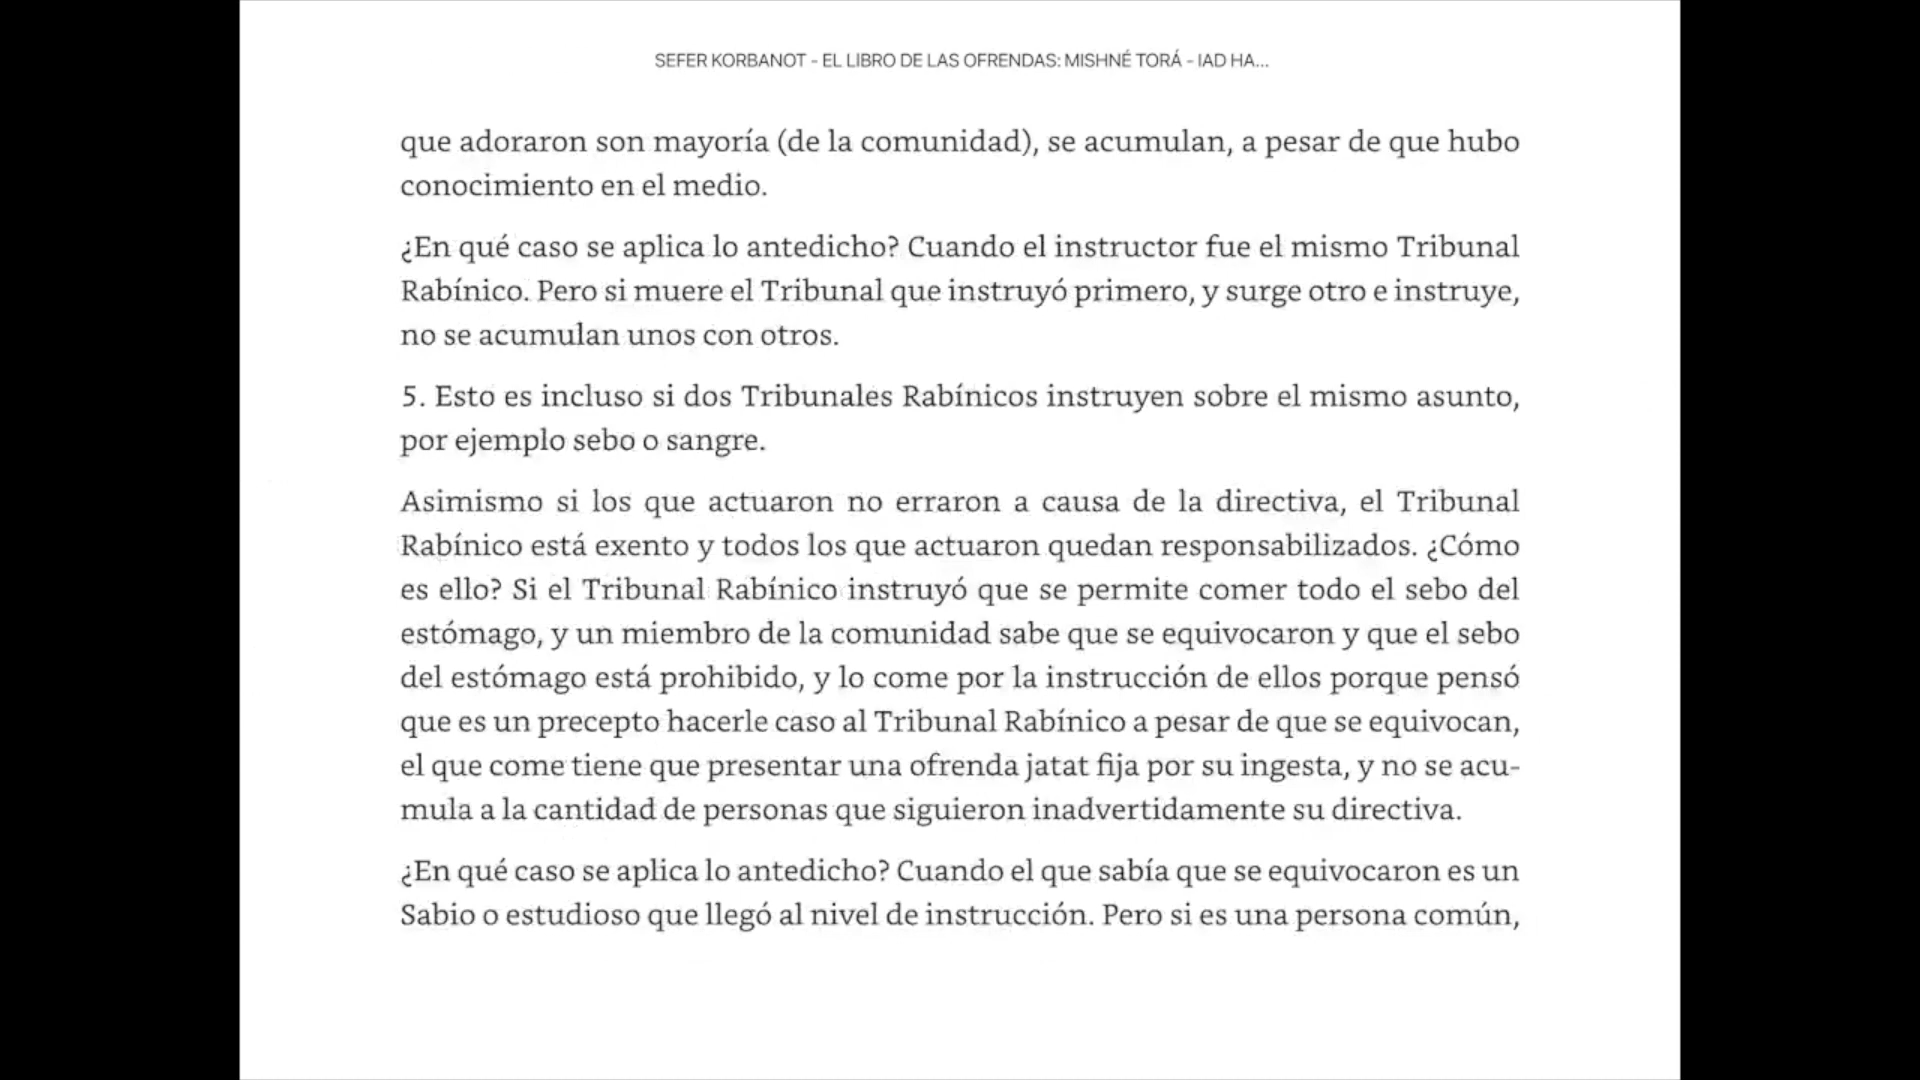 SEFER KORBANOT - EL LIBRO DE LAS OFRENDAS: MISHNÉ TORÁ - IAD HA...
que adoraron son mayoría (de la comunidad), se acumulan, a pesar de que hubo
conocimiento en el medio.
¿En qué caso se aplica lo antedicho? Cuando el instructor fue el mismo Tribunal
Rabínico. Pero si muere el Tribunal que instruyó primero, y surge otro e instruye,
no se acumulan unos con otros.
5. Esto es incluso si dos Tribunales Rabínicos instruyen sobre el mismo asunto,
por ejemplo sebo o sangre.
Asimismo si los que actuaron no erraron a causa de la directiva, el Tribunal
Rabínico está exento y todos los que actuaron quedan responsabilizados. ¿Cómo
es ello? Si el Tribunal Rabínico instruyó que se permite comer todo el sebo del
estómago, y un miembro de la comunidad sabe que se equivocaron y que el sebo
del estómago está prohibido, y lo come por la instrucción de ellos porque pensó
que es un precepto hacerle caso al Tribunal Rabínico a pesar de que se equivocan,
el que come tiene que presentar una ofrenda jatat fija por su ingesta, y no se acu-
mula a la cantidad de personas que siguieron inadvertidamente su directiva.
¿En qué caso se aplica lo antedicho? Cuando el que sabía que se equivocaron es un
Sabio o estudioso que llegó al nivel de instrucción. Pero si es una persona común,